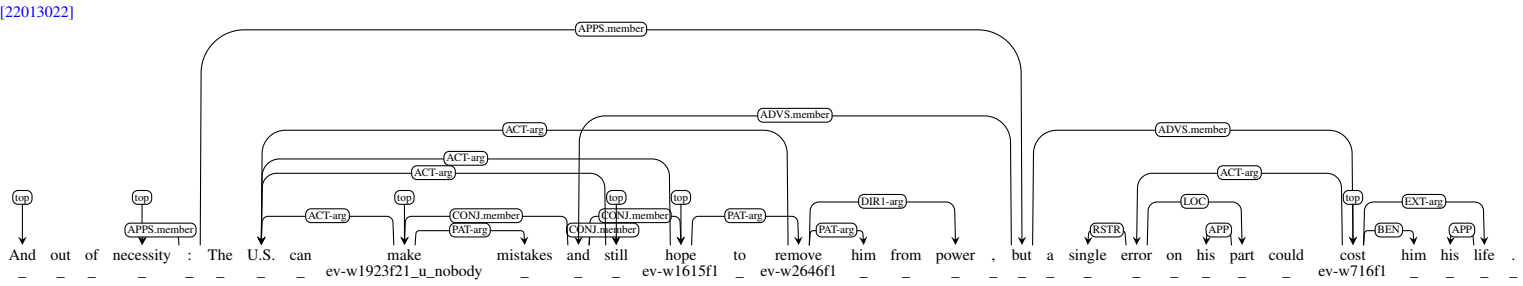 [22013022]
APPS.member
ADVS.member
ACT-arg ADVS.member
ACT-arg
ACT-arg ACT-arg
top top top top top top DIR1-arg LOC EXT-arg
ACT-arg CONJ.member CONJ.member PAT-arg
APPS.member PAT-arg CONJ.member PAT-arg RSTR APP BEN APP
And out of necessity : The U.S. can make mistakes and still hope to remove him from power , but a single error on his part could cost him his life .
_ _ _ _ _ _ _ _ ev-w1923f21_u_nobody _ _ _ ev-w1615f1 _ ev-w2646f1 _ _ _ _ _ _ _ _ _ _ _ _ ev-w716f1 _ _ _ _